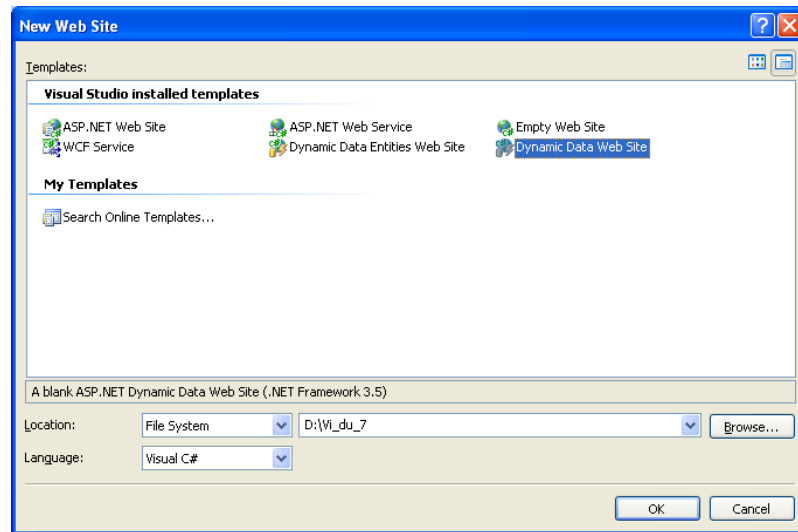 New Web Site
Templates:
Visual Studio installed templates
ASP.NET Web Site ASP.NET Web Service Empty Web Site
WCF Service Dynamic Data Entities Web Site Dynamic Data Web Site
My Templates
Search Online Templates...
A blank ASP.NET Dynamic Data Web Site (.NET Framework 3.5)
Location: File System D:\Vi_du_7 Browse...
Language: Visual C#
OK Cancel